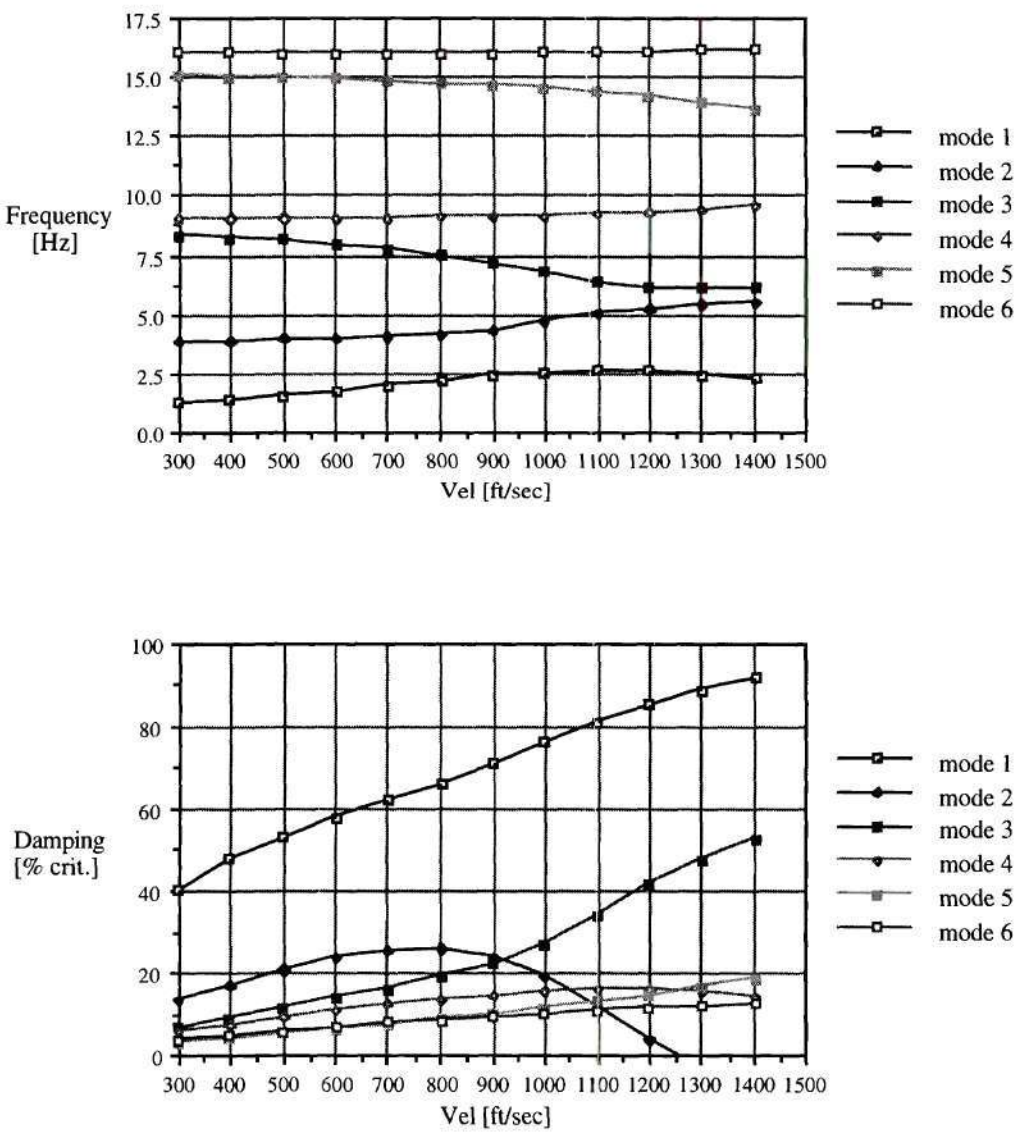 17.5
15.0
12.5
10.0
7.5
5.0
2.5
0.0
Frequency
[Hz]
300 400 500 600 700 800 900 1000 1100 1200 1300 1400 1500
Vel [ft/sec]
mode 1
mode 2
mode 3
mode 4
mode 5
mode 6
100
80
60
40
20
0
Damping
[% crit.]
300 400 500 600 700 800 900 1000 1100 1200 1300 1400 1500
Vel [ft/sec]
mode 1
mode 2
mode 3
mode 4
mode 5
mode 6